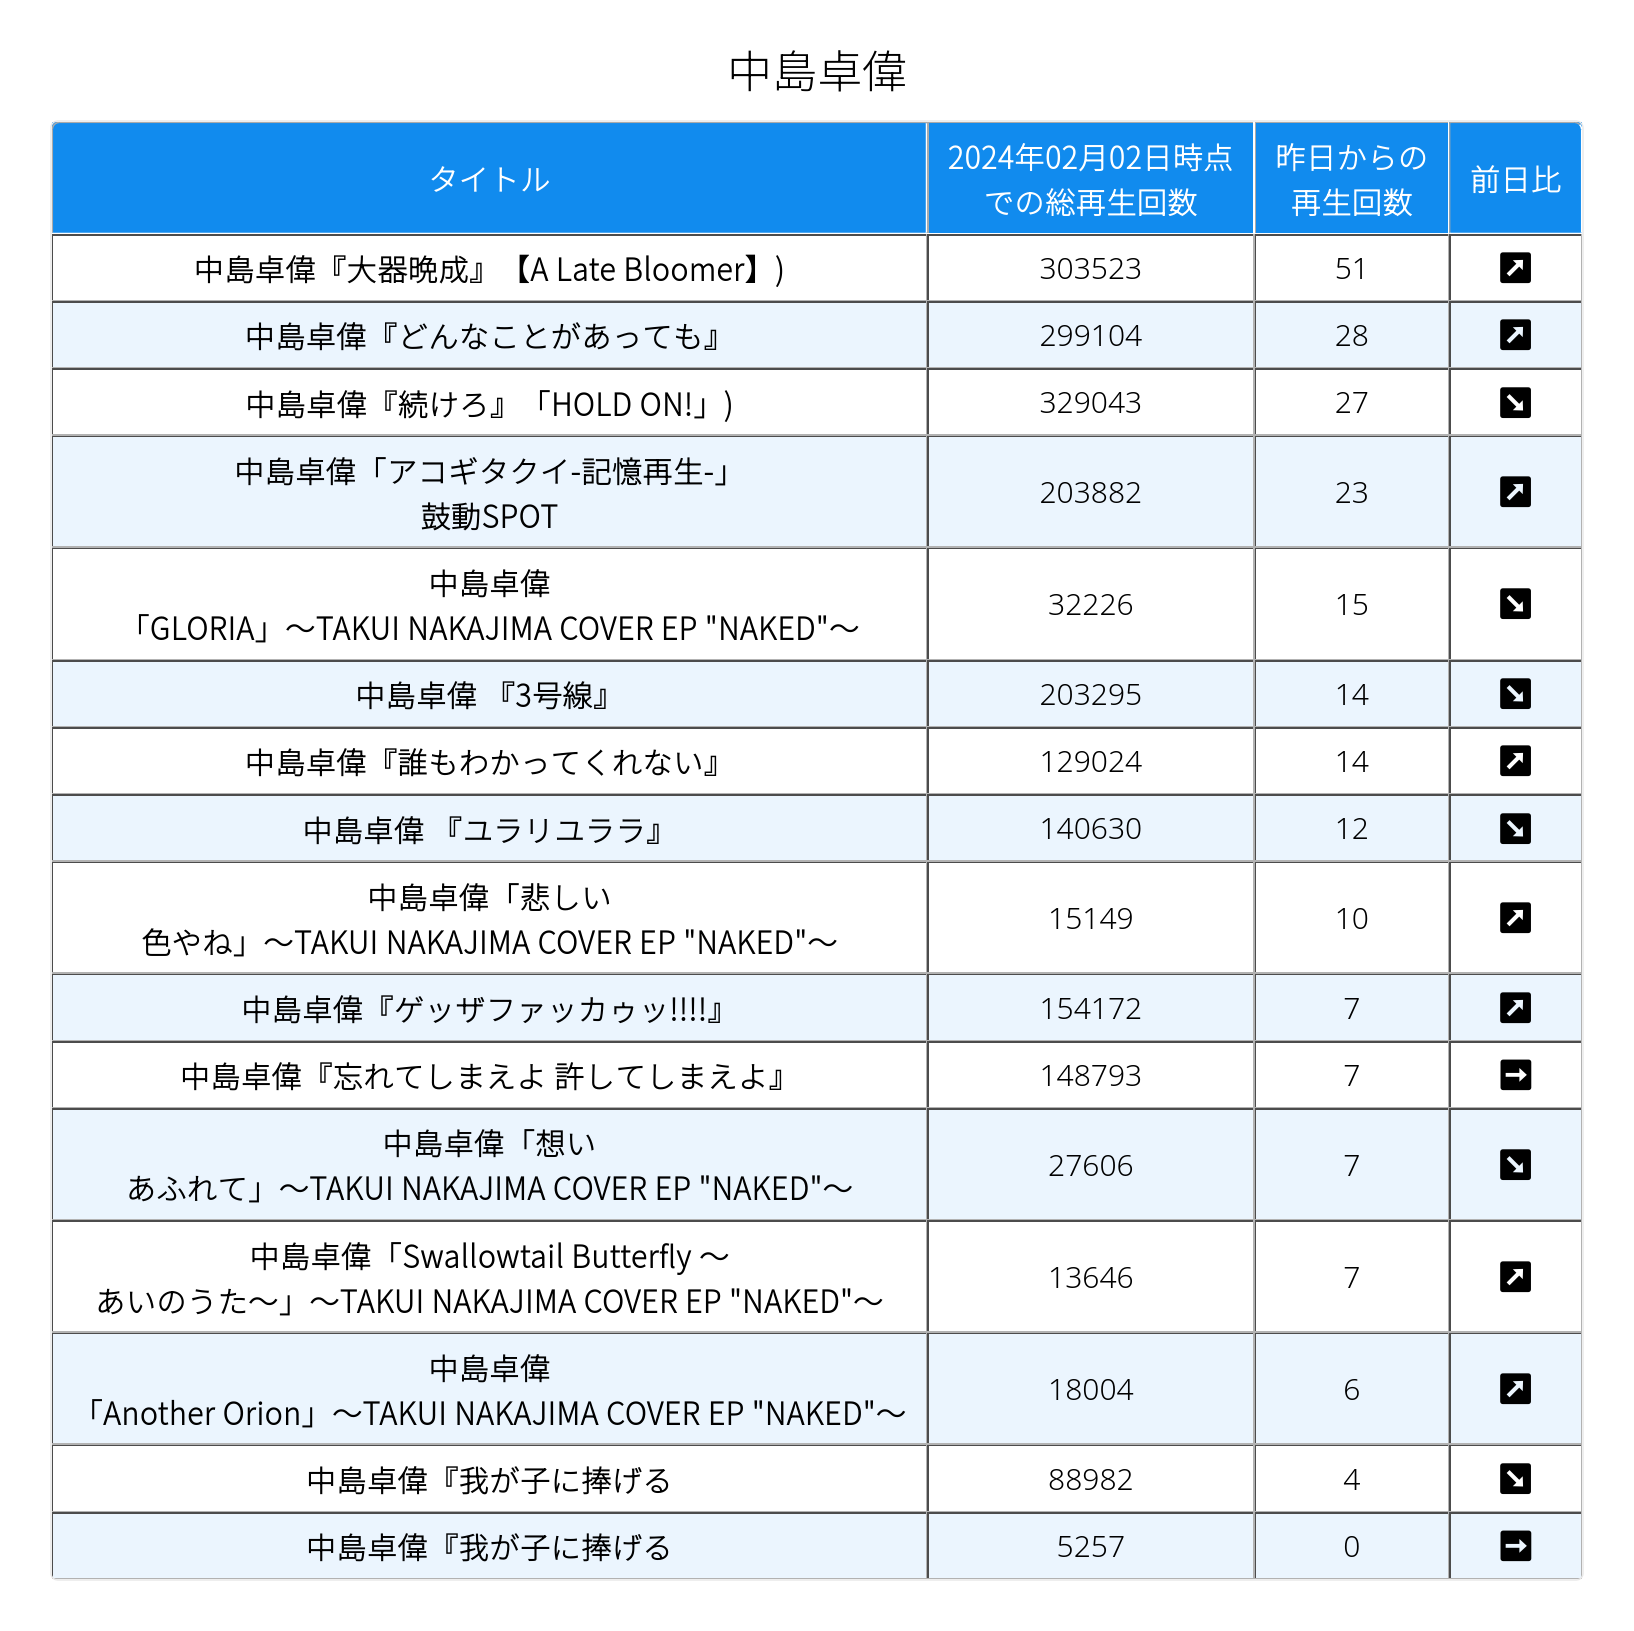 中島卓偉
タイトル
2024年02月02日時点
での総再生回数
昨日からの
再生回数
前日比
中島卓偉『大器晩成』【A Late Bloomer】) 303523 51 ↗
中島卓偉『どんなことがあっても』 299104 28 ↗
中島卓偉『続けろ』「HOLD ON!」) 329043 27 ↘
中島卓偉「アコギタクイ-記憶再生-」
鼓動SPOT 203882 23 ↗
中島卓偉
「GLORIA」～TAKUI NAKAJIMA COVER EP "NAKED"～ 32226 15 ↘
中島卓偉 『3号線』 203295 14 ↘
中島卓偉『誰もわかってくれない』 129024 14 ↗
中島卓偉 『ユラリユララ』 140630 12 ↘
中島卓偉「悲しい
色やね」～TAKUI NAKAJIMA COVER EP "NAKED"～ 15149 10 ↗
中島卓偉『ゲッザファッカゥッ!!!!』 154172 7 ↗
中島卓偉『忘れてしまえよ 許してしまえよ』 148793 7 →
中島卓偉「想い
あふれて」～TAKUI NAKAJIMA COVER EP "NAKED"～ 27606 7 ↘
中島卓偉「Swallowtail Butterfly ～
あいのうた～」～TAKUI NAKAJIMA COVER EP "NAKED"～ 13646 7 ↗
中島卓偉
「Another Orion」～TAKUI NAKAJIMA COVER EP "NAKED"～ 18004 6 ↗
中島卓偉『我が子に捧げる 88982 4 ↘
中島卓偉『我が子に捧げる 5257 0 →